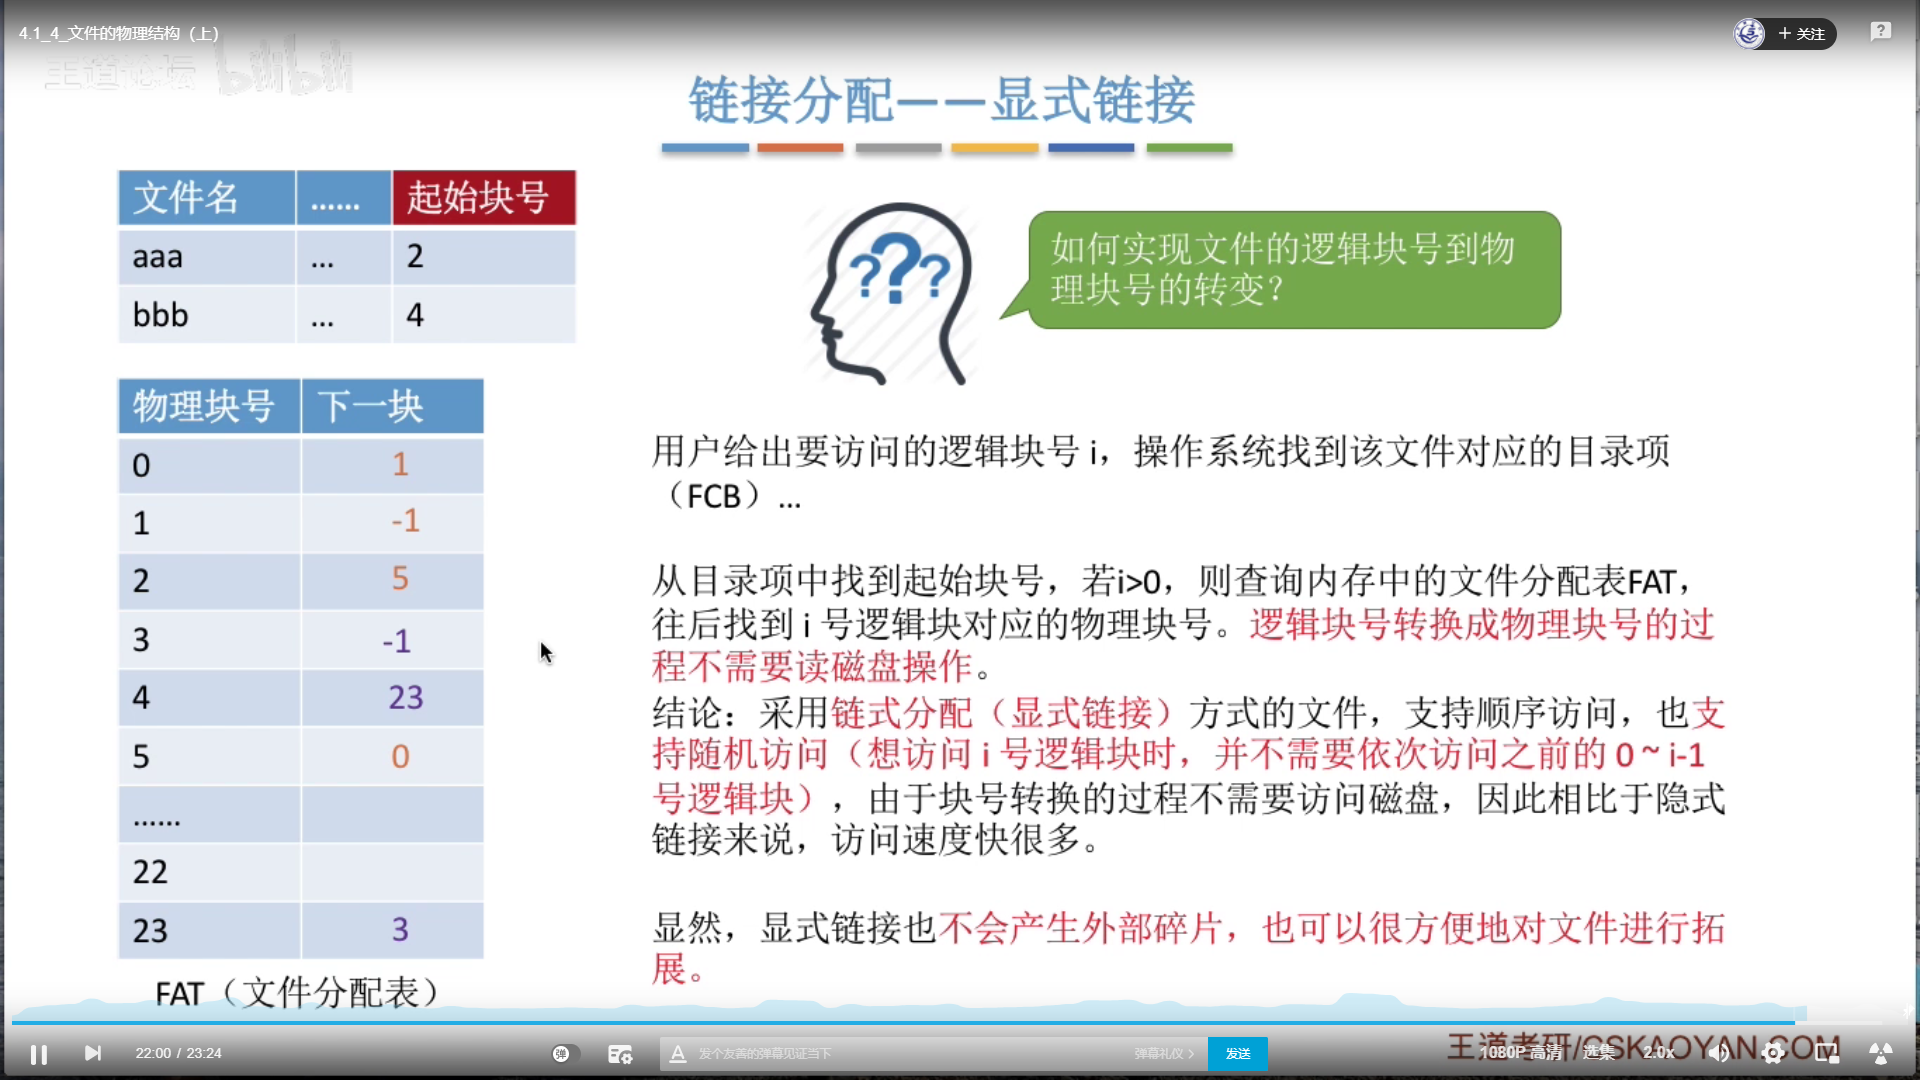 4.1_4_文件的物理结构（上）
＋ 关注
王道论坛 bilibili
链接分配——显式链接
文件名 ...... 起始块号
aaa ... 2
bbb ... 4
如何实现文件的逻辑块号到物
理块号的转变？
物理块号 下一块
0 1
1 -1
2 5
3 -1
4 23
5 0
......
22
23 3
FAT（文件分配表）
用户给出要访问的逻辑块号 i，操作系统找到该文件对应的目录项
（FCB）...
从目录项中找到起始块号，若i>0，则查询内存中的文件分配表FAT，
往后找到 i 号逻辑块对应的物理块号。逻辑块号转换成物理块号的过
程不需要读磁盘操作。
结论：采用链式分配（显式链接）方式的文件，支持顺序访问，也支
持随机访问（想访问 i 号逻辑块时，并不需要依次访问之前的 0 ~ i-1
号逻辑块），由于块号转换的过程不需要访问磁盘，因此相比于隐式
链接来说，访问速度快很多。
显然，显式链接也不会产生外部碎片，也可以很方便地对文件进行拓
展。
王道考研/CSKAOYAN.COM
22:00 / 23:24
弹
A 发个友善的弹幕见证当下
弹幕礼仪 >
发送
1080P 高清
选集
2.0x